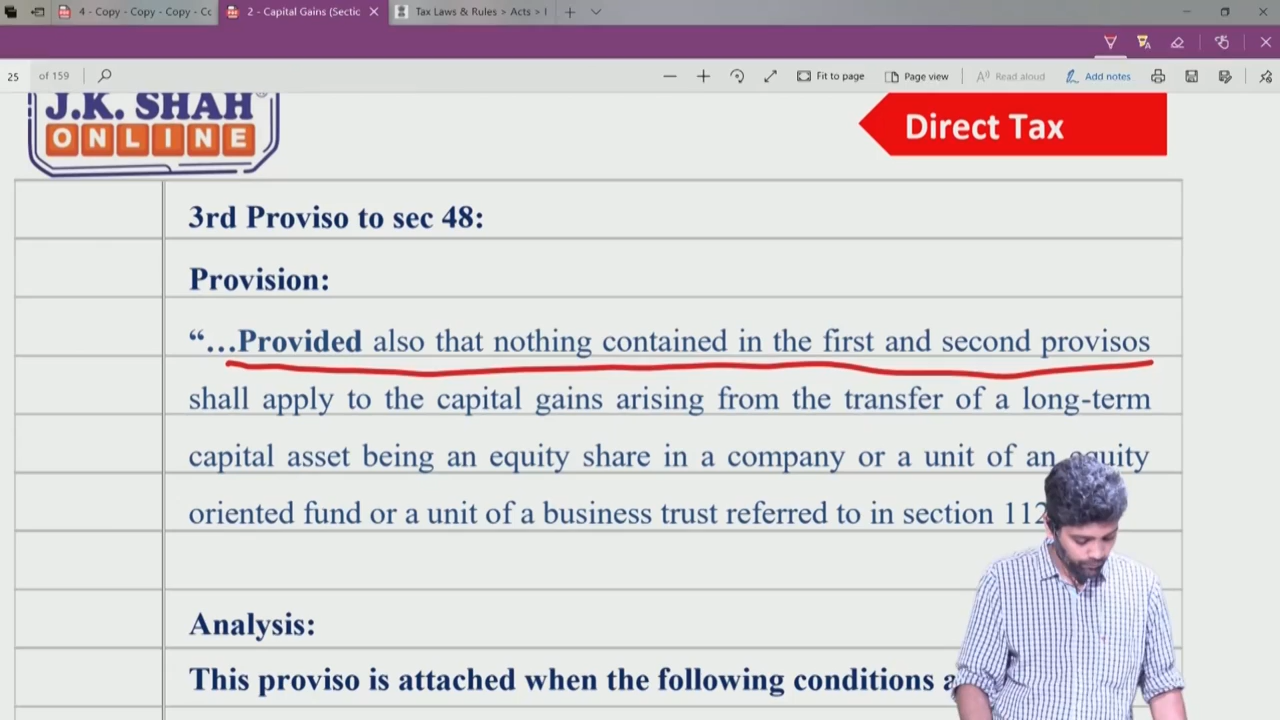 4 - Copy - Copy - Copy - Cc
2 - Capital Gains (Sectic
Tax Laws & Rules > Acts > I
25 of 159
Fit to page
Page view
Read aloud
Add notes
J.K. SHAH
ONLINE
Direct Tax
3rd Proviso to sec 48:
Provision:
“…Provided also that nothing contained in the first and second provisos
shall apply to the capital gains arising from the transfer of a long-term
capital asset being an equity share in a company or a unit of an equity
oriented fund or a unit of a business trust referred to in section 112
Analysis:
This proviso is attached when the following conditions a